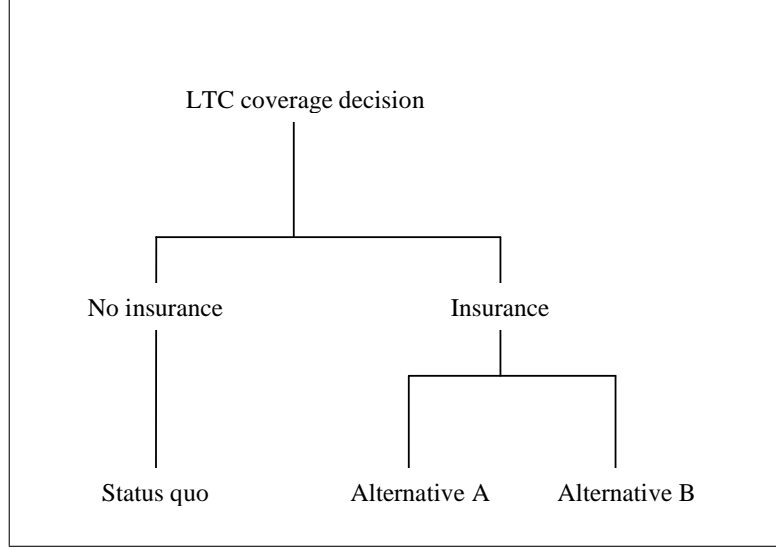 LTC coverage decision
No insurance
Insurance
Status quo
Alternative A
Alternative B